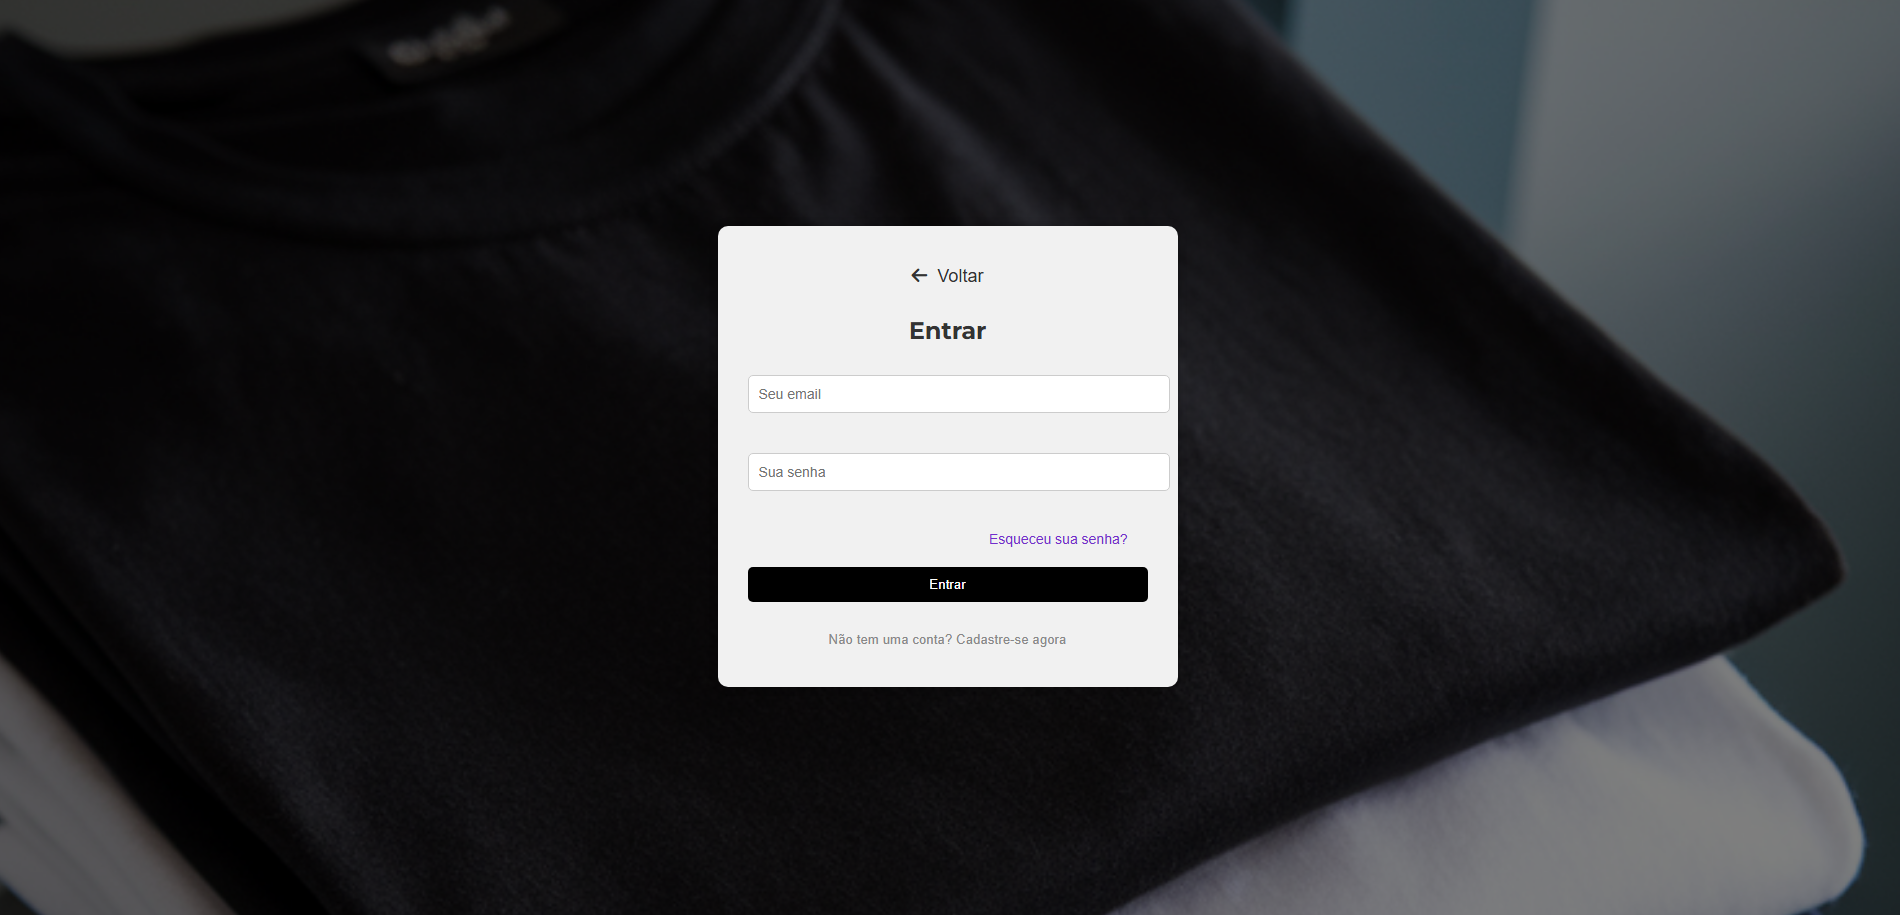 Voltar
Entrar
Seu email
Sua senha
Esqueceu sua senha?
Entrar
Não tem uma conta? Cadastre-se agora